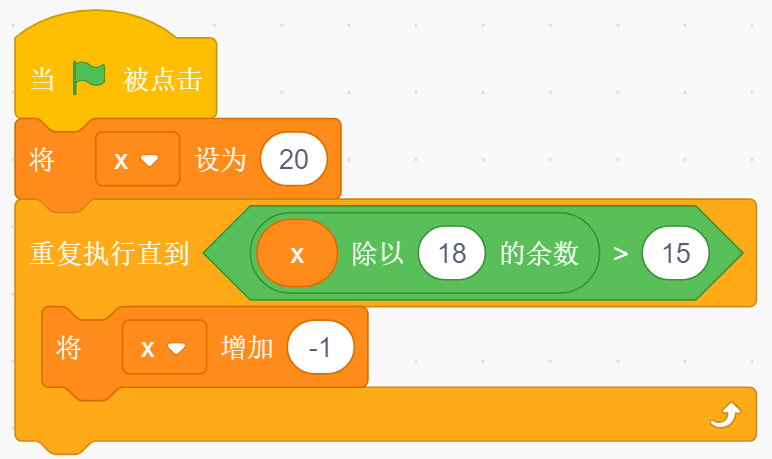 当 被点击
将 x 设为 20
重复执行直到 x 除以 18 的余数 > 15
将 x 增加 -1